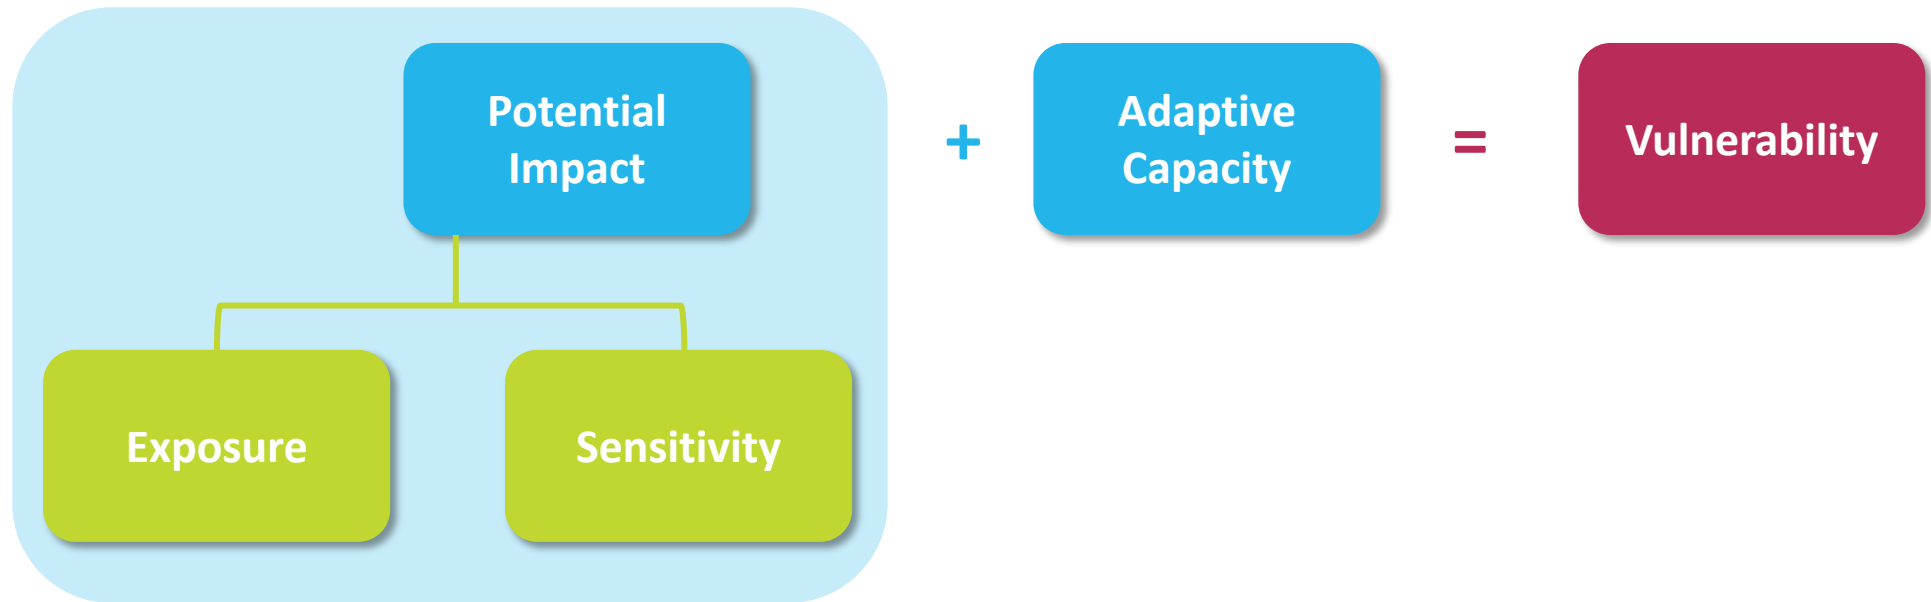 Potential
Impact
+
Adaptive
Capacity
=
Vulnerability
Exposure
Sensitivity